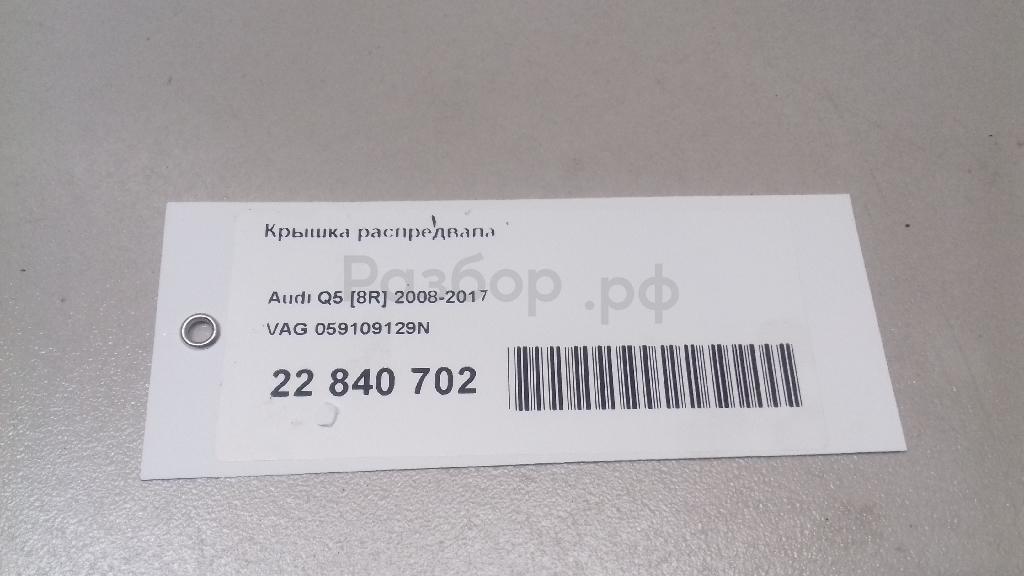 Крышка распредвала
Разбор.рф
Audi Q5 [8R] 2008-2017
VAG 059109129N
22 840 702